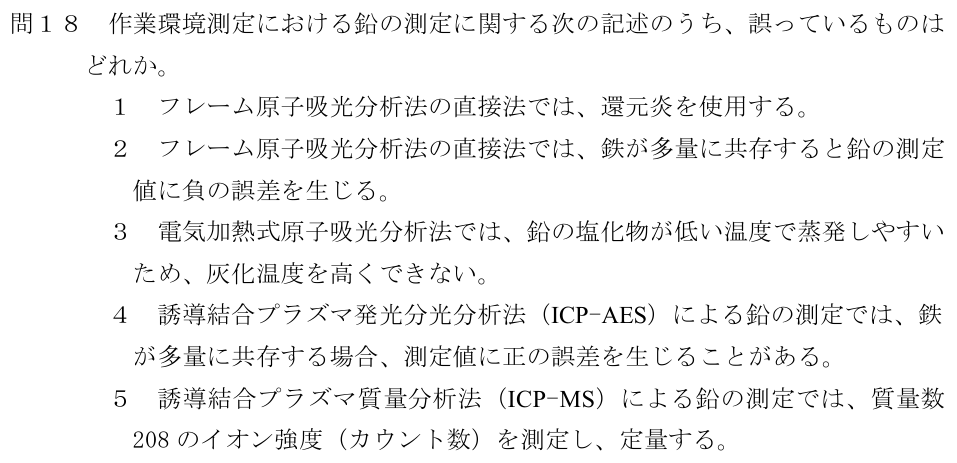 問１８　作業環境測定における鉛の測定に関する次の記述のうち、誤っているものは
どれか。
１　フレーム原子吸光分析法の直接法では、還元炎を使用する。
２　フレーム原子吸光分析法の直接法では、鉄が多量に共存すると鉛の測定
値に負の誤差を生じる。
３　電気加熱式原子吸光分析法では、鉛の塩化物が低い温度で蒸発しやすい
ため、灰化温度を高くできない。
４　誘導結合プラズマ発光分光分析法（ICP-AES）による鉛の測定では、鉄
が多量に共存する場合、測定値に正の誤差を生じることがある。
５　誘導結合プラズマ質量分析法（ICP-MS）による鉛の測定では、質量数
208 のイオン強度（カウント数）を測定し、定量する。